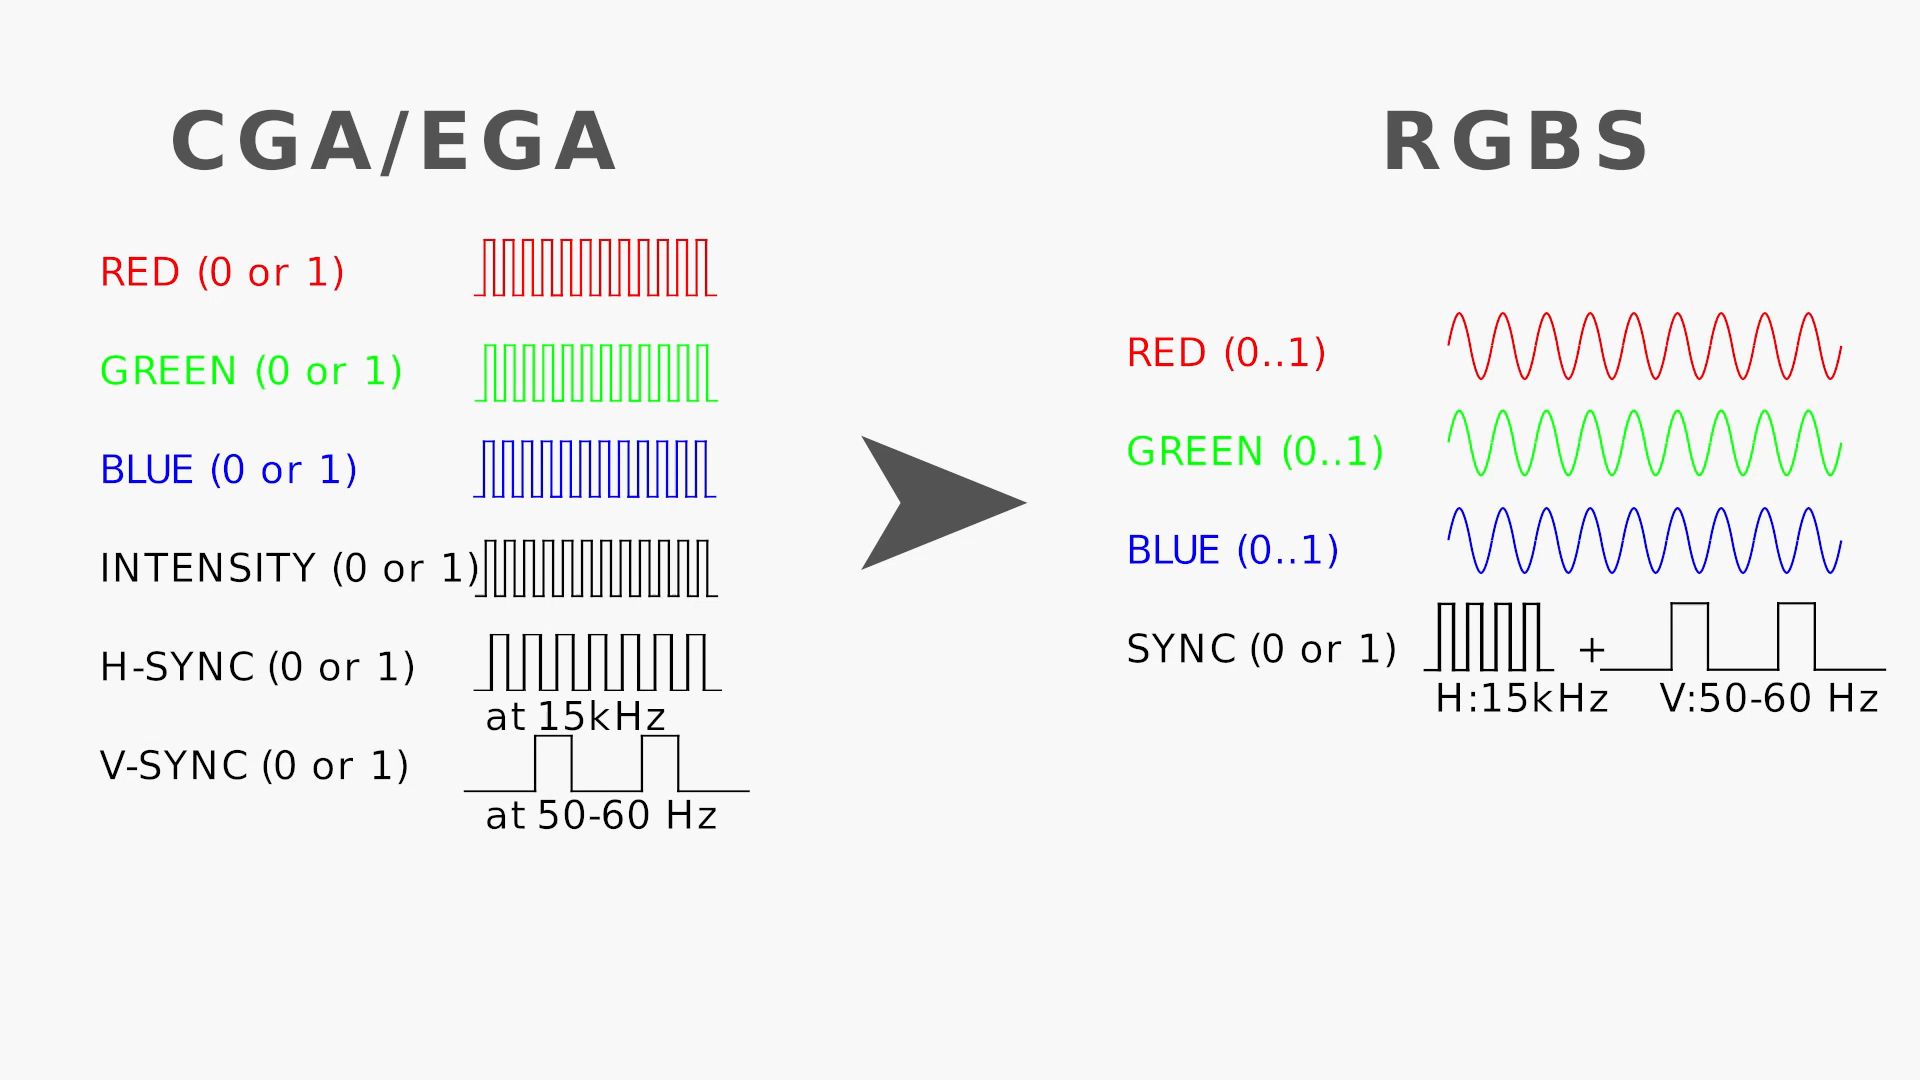 CGA/EGA
RED (0 or 1)
GREEN (0 or 1)
BLUE (0 or 1)
INTENSITY (0 or 1)
H-SYNC (0 or 1)
at 15kHz
V-SYNC (0 or 1)
at 50-60 Hz
RGBS
RED (0..1)
GREEN (0..1)
BLUE (0..1)
SYNC (0 or 1) +
H:15kHz V:50-60 Hz